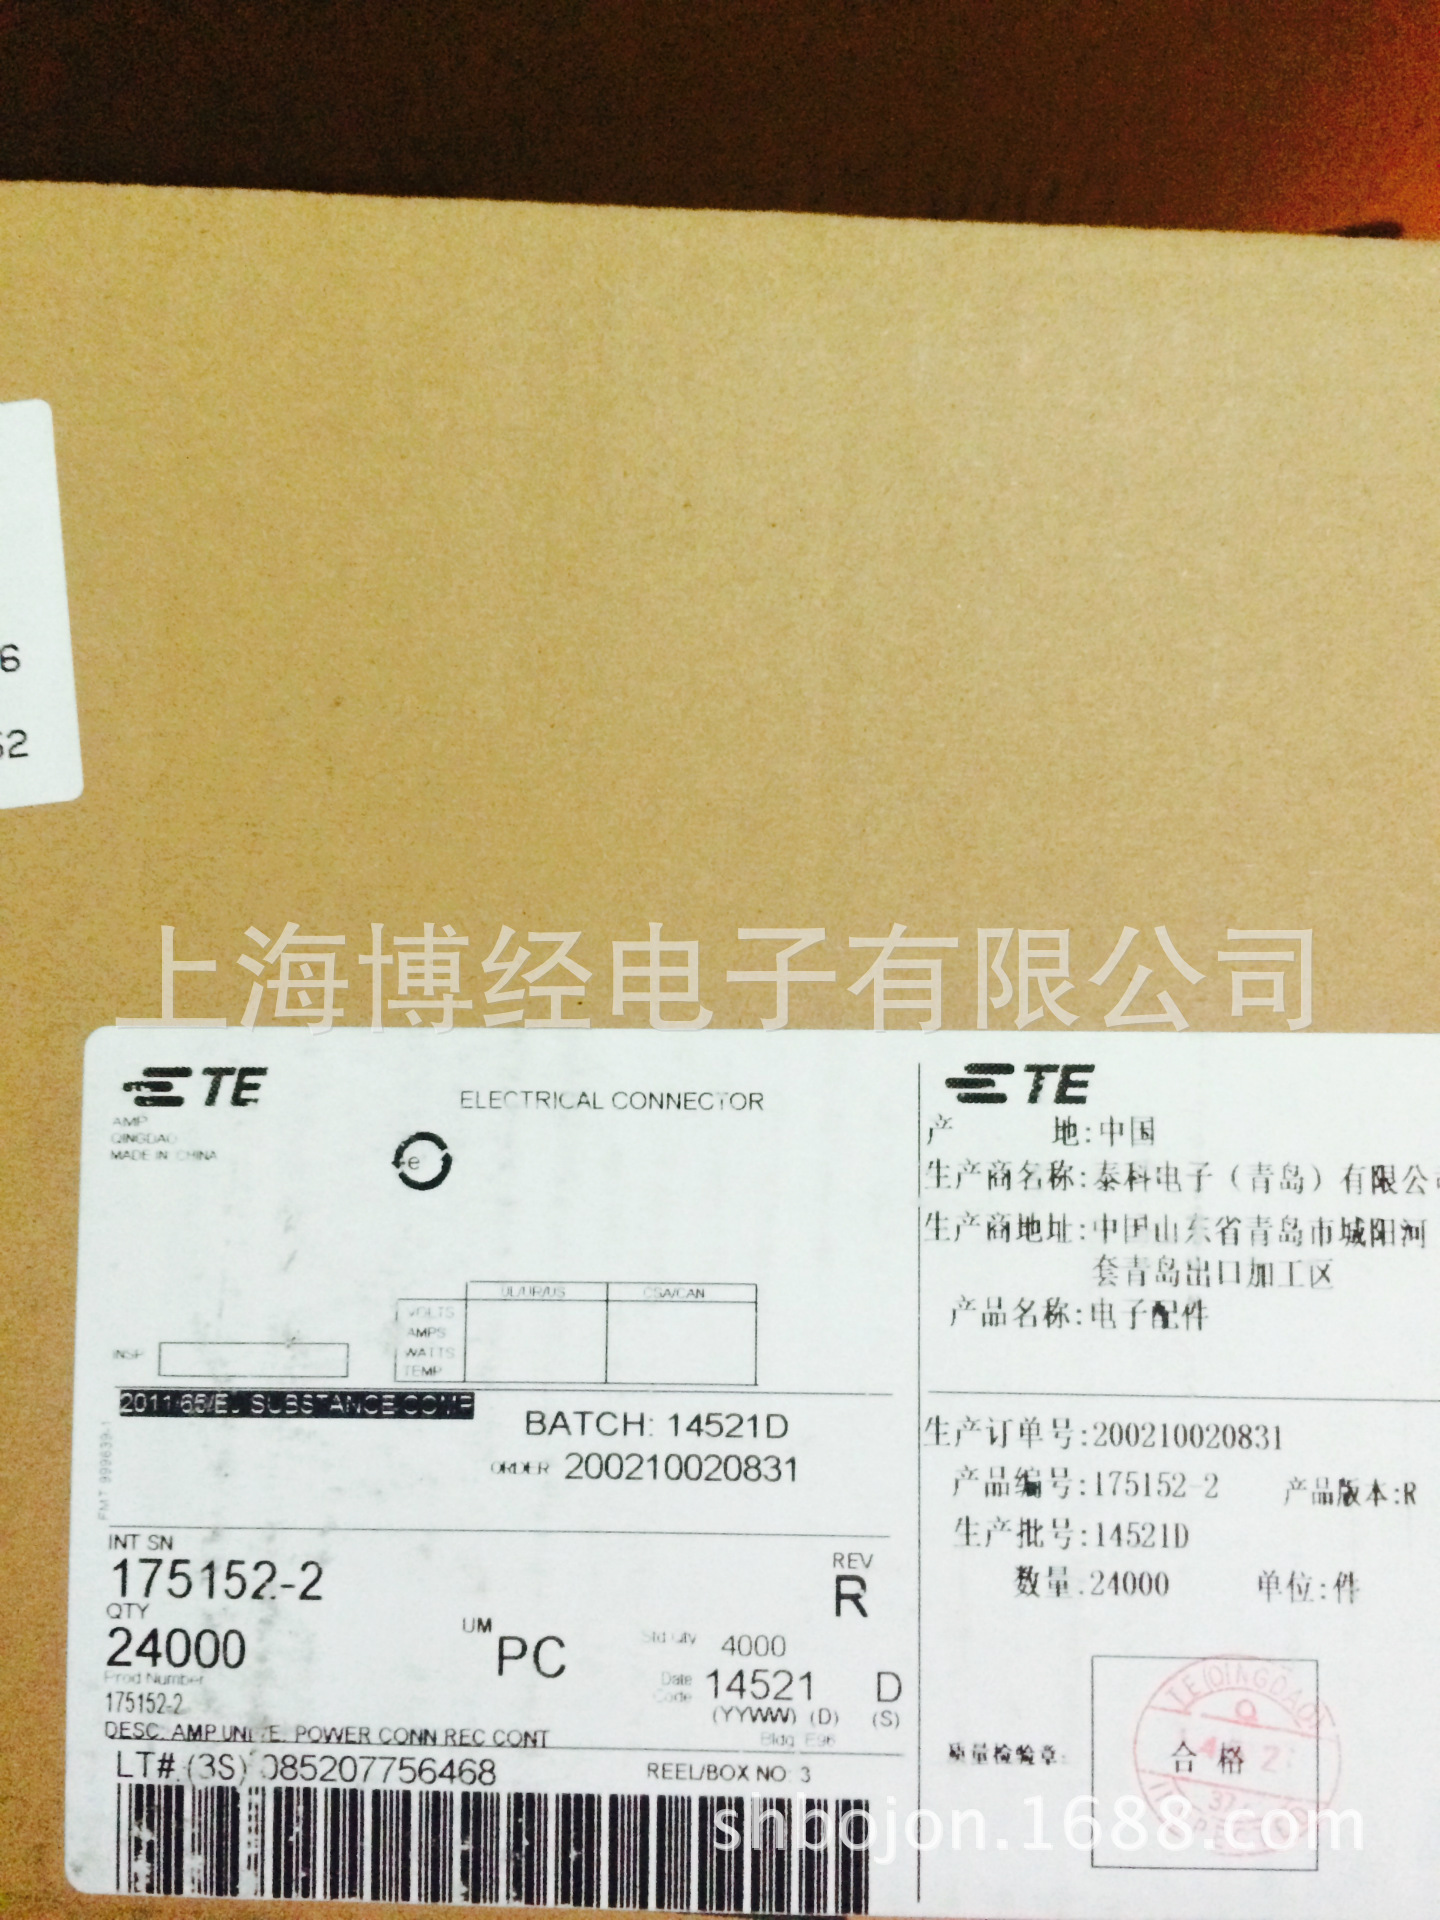 6
52
上海博经电子有限公司
TE
AMP
QINGDAO
MADE IN CHINA
ELECTRICAL CONNECTOR
e
UL/UR/US CSA/CAN
VOLTS
AMPS
WATTS
TEMP
INSP
2011/65/EU SUBSTANCE COMP
BATCH: 14521D
ORDER 200210020831
FMT 999639-1
INT SN
175152-2
REV
R
QTY
24000
UM
PC
Std Qty 4000
Prod Number
175152-2
Date Code 14521 D
(YYWW) (D) (S)
DESC. AMP UNI E. POWER CONN REC CONT
Bldg E96
LT#.(3S) 085207756468
REEL/BOX NO: 3
TE
产 地:中国
生产商名称:泰科电子（青岛）有限公司
生产商地址:中国山东省青岛市城阳河
套青岛出口加工区
产品名称:电子配件
生产订单号:200210020831
产品编号:175152-2 产品版本:R
生产批号:14521D
数量:24000 单位:件
质量检验章:
合 格
TE(QINGDAO)
Q
shbojon.1688.com